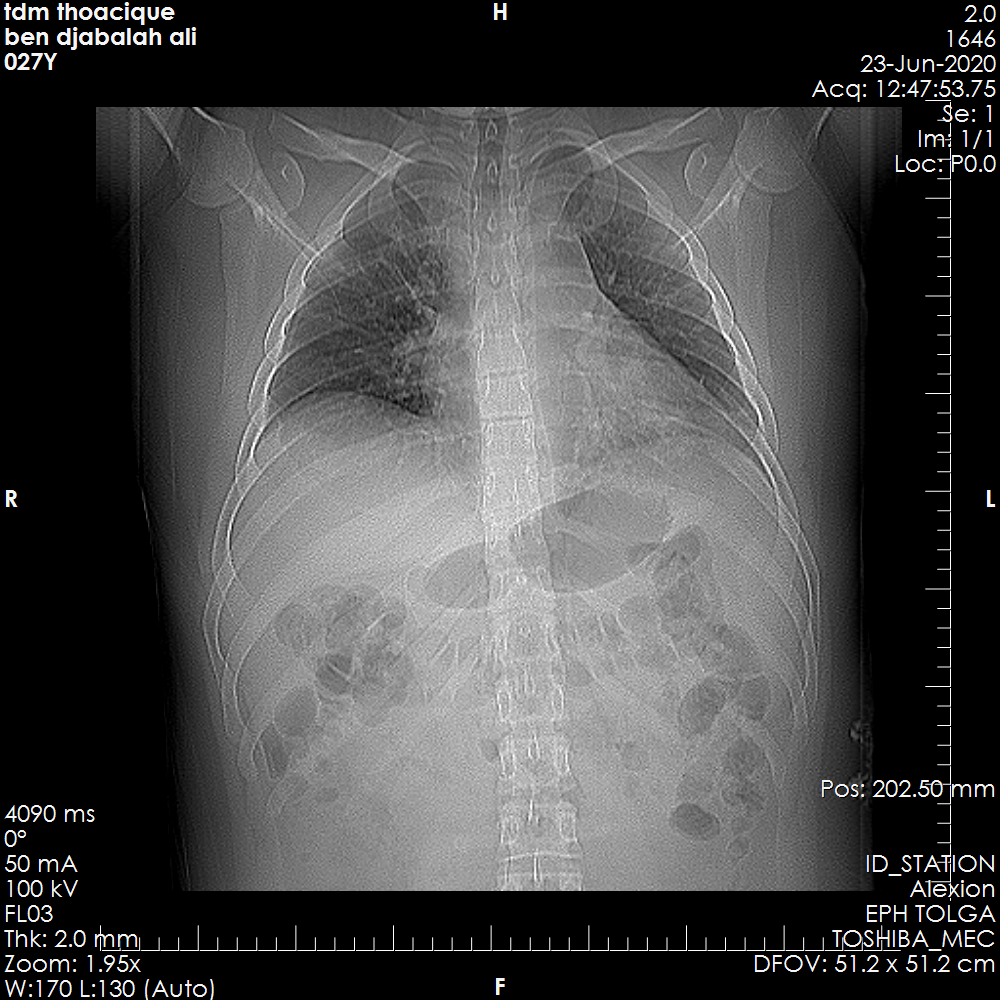 tdm thoacique
ben djabalah ali
027Y
H
2.0
1646
23-Jun-2020
Acq: 12:47:53.75
Se: 1
Im: 1/1
Loc: P0.0
R
L
Pos: 202.50 mm
4090 ms
0°
50 mA
100 kV
FL03
Thk: 2.0 mm
Zoom: 1.95x
W:170 L:130 (Auto)
F
ID_STATION
Alexion
EPH TOLGA
TOSHIBA_MEC
DFOV: 51.2 x 51.2 cm